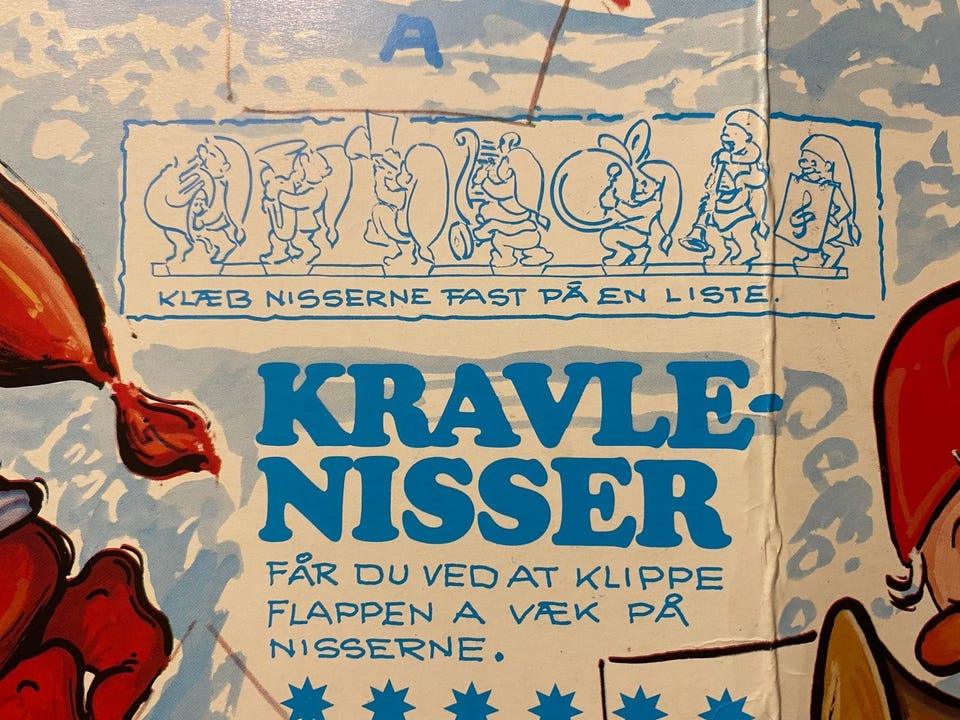 A
KLÆB NISSERNE FAST PÅ EN LISTE.
KRAVLE-
NISSER
FÅR DU VED AT KLIPPE
FLAPPEN A VÆK PÅ
NISSERNE.